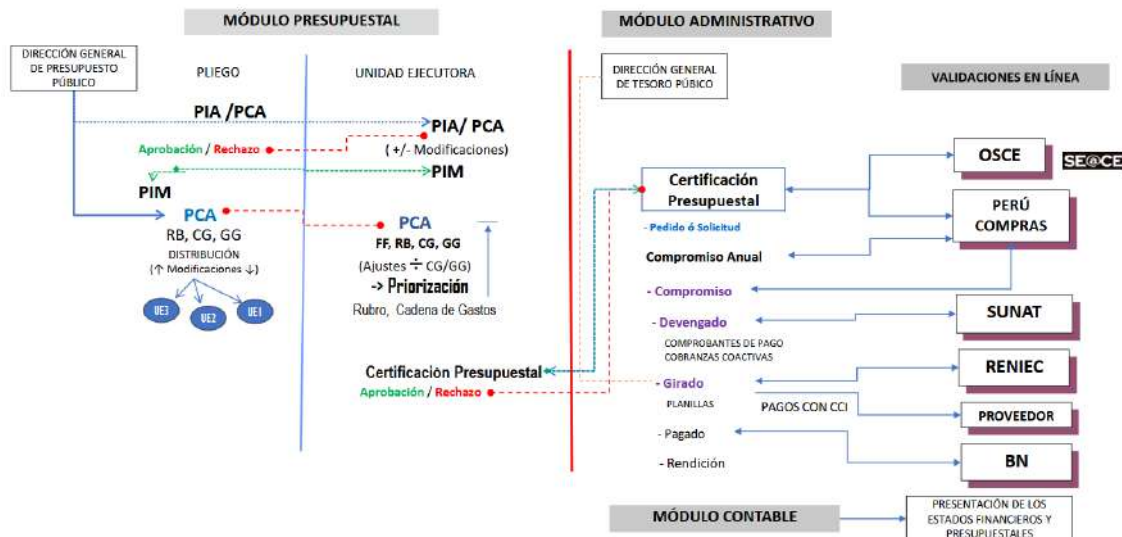 MÓDULO PRESUPUESTAL
MÓDULO ADMINISTRATIVO
DIRECCIÓN GENERAL
DE PRESUPUESTO
PÚBLICO
PLIEGO
UNIDAD EJECUTORA
DIRECCIÓN GENERAL
DE TESORO PÚBICO
VALIDACIONES EN LÍNEA
PIA /PCA
PIA/ PCA
(+/- Modificaciones)
Aprobación / Rechazo
PIM
PIM
PCA
RB, CG, GG
DISTRIBUCIÓN
(↑ Modificaciones ↓)
UE3
UE2
UE1
PCA
FF, RB, CG, GG
(Ajustes ÷ CG/GG)
-> Priorización
Rubro, Cadena de Gastos
Certificación Presupuestal
Aprobación / Rechazo
Certificación
Presupuestal
- Pedido ó Solicitud
Compromiso Anual
- Compromiso
- Devengado
COMPROBANTES DE PAGO
COBRANZAS COACTIVAS
- Girado
PLANILLAS
PAGOS CON CCI
- Pagado
- Rendición
OSCE
SE@CE
PERÚ
COMPRAS
SUNAT
RENIEC
PROVEEDOR
BN
MÓDULO CONTABLE
PRESENTACIÓN DE LOS
ESTADOS FINANCIEROS Y
PRESUPUESTALES